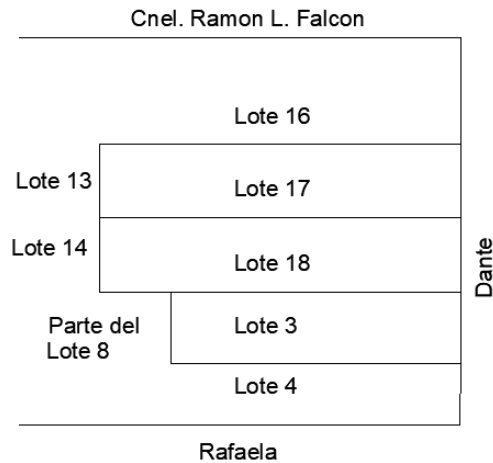 Cnel. Ramon L. Falcon
Lote 16
Lote 13
Lote 17
Lote 14
Lote 18
Dante
Parte del
Lote 8
Lote 3
Lote 4
Rafaela